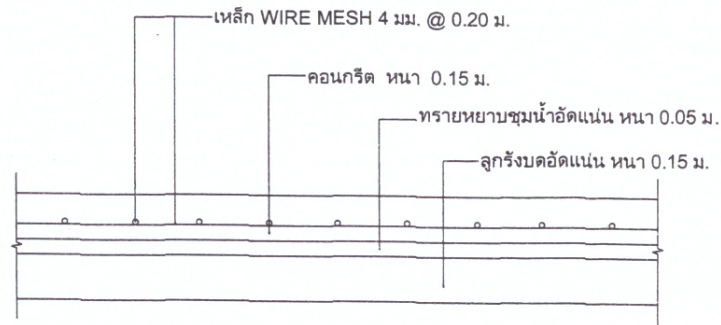 เหล็ก WIRE MESH 4 มม. @ 0.20 ม.
คอนกรีต หนา 0.15 ม.
ทรายหยาบชุมน้ำอัดแน่น หนา 0.05 ม.
ลูกรังบดอัดแน่น หนา 0.15 ม.